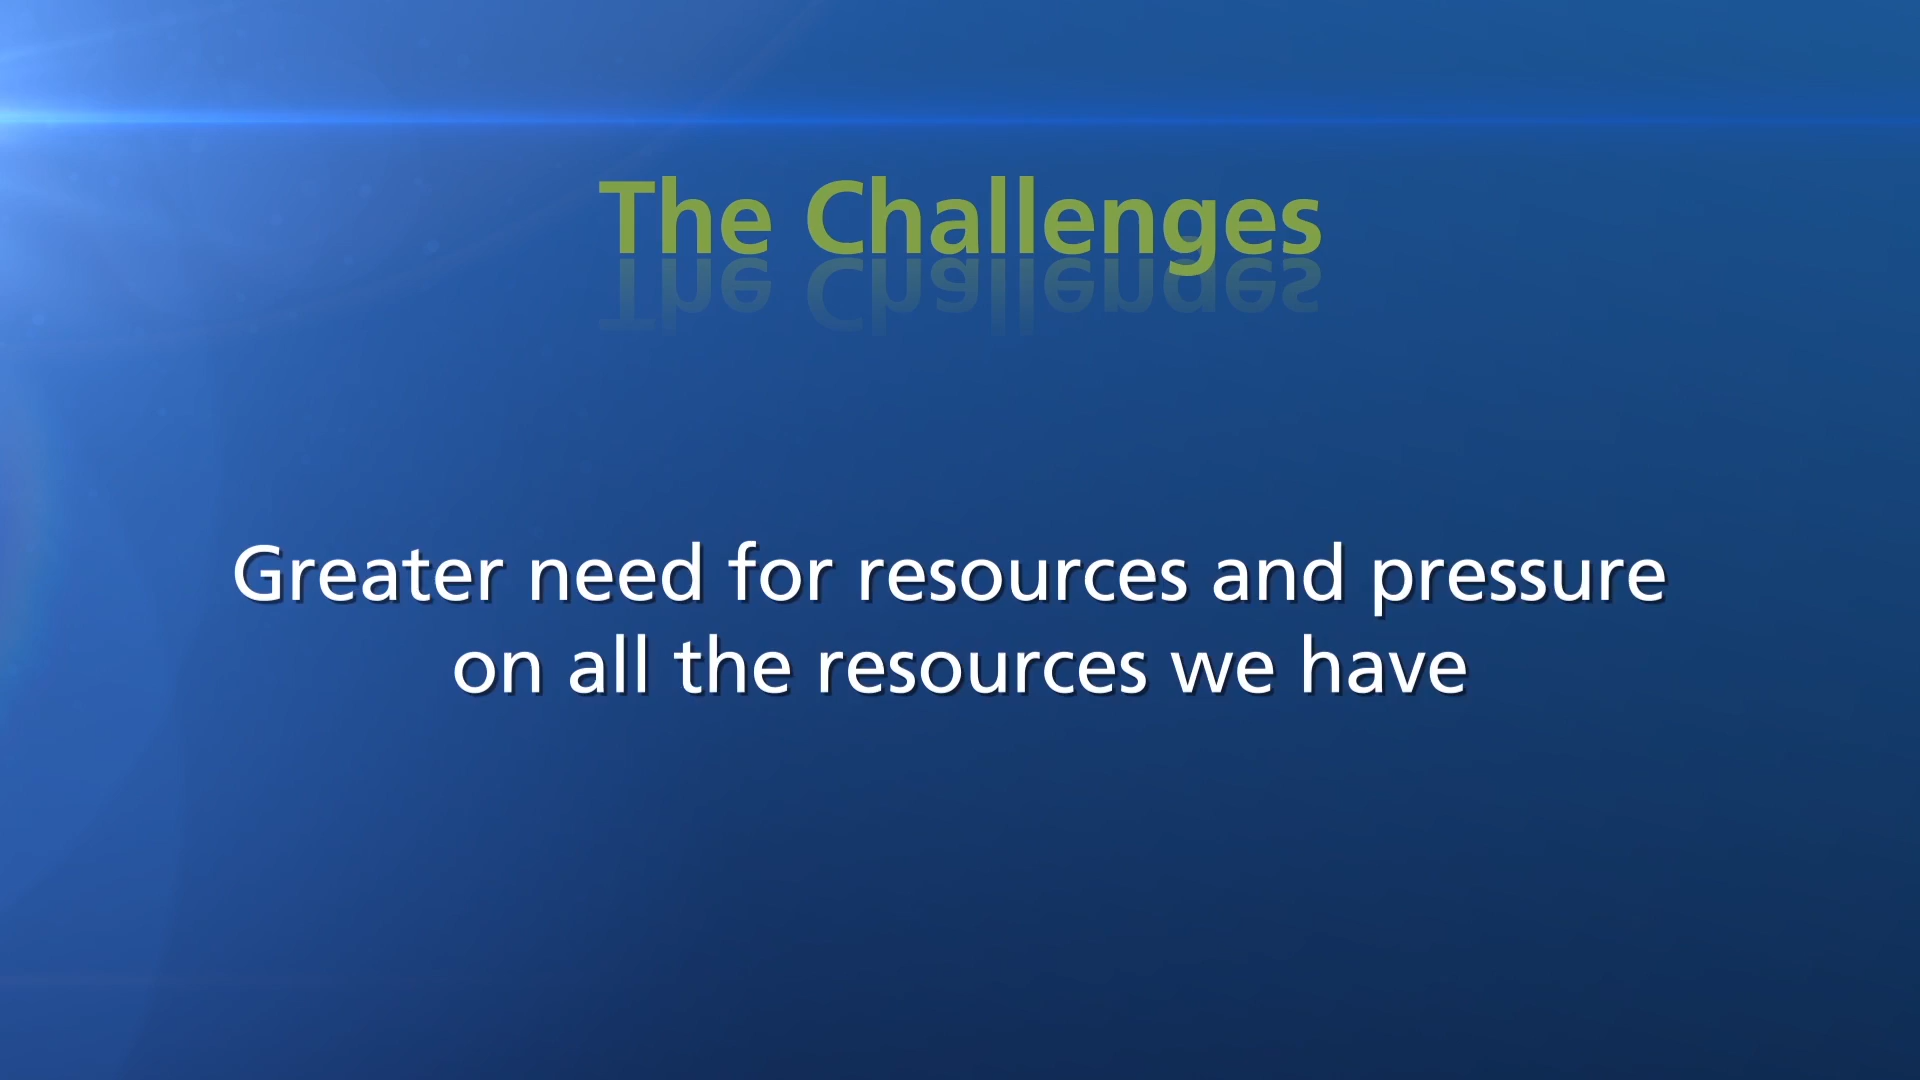 The Challenges
Greater need for resources and pressure
on all the resources we have